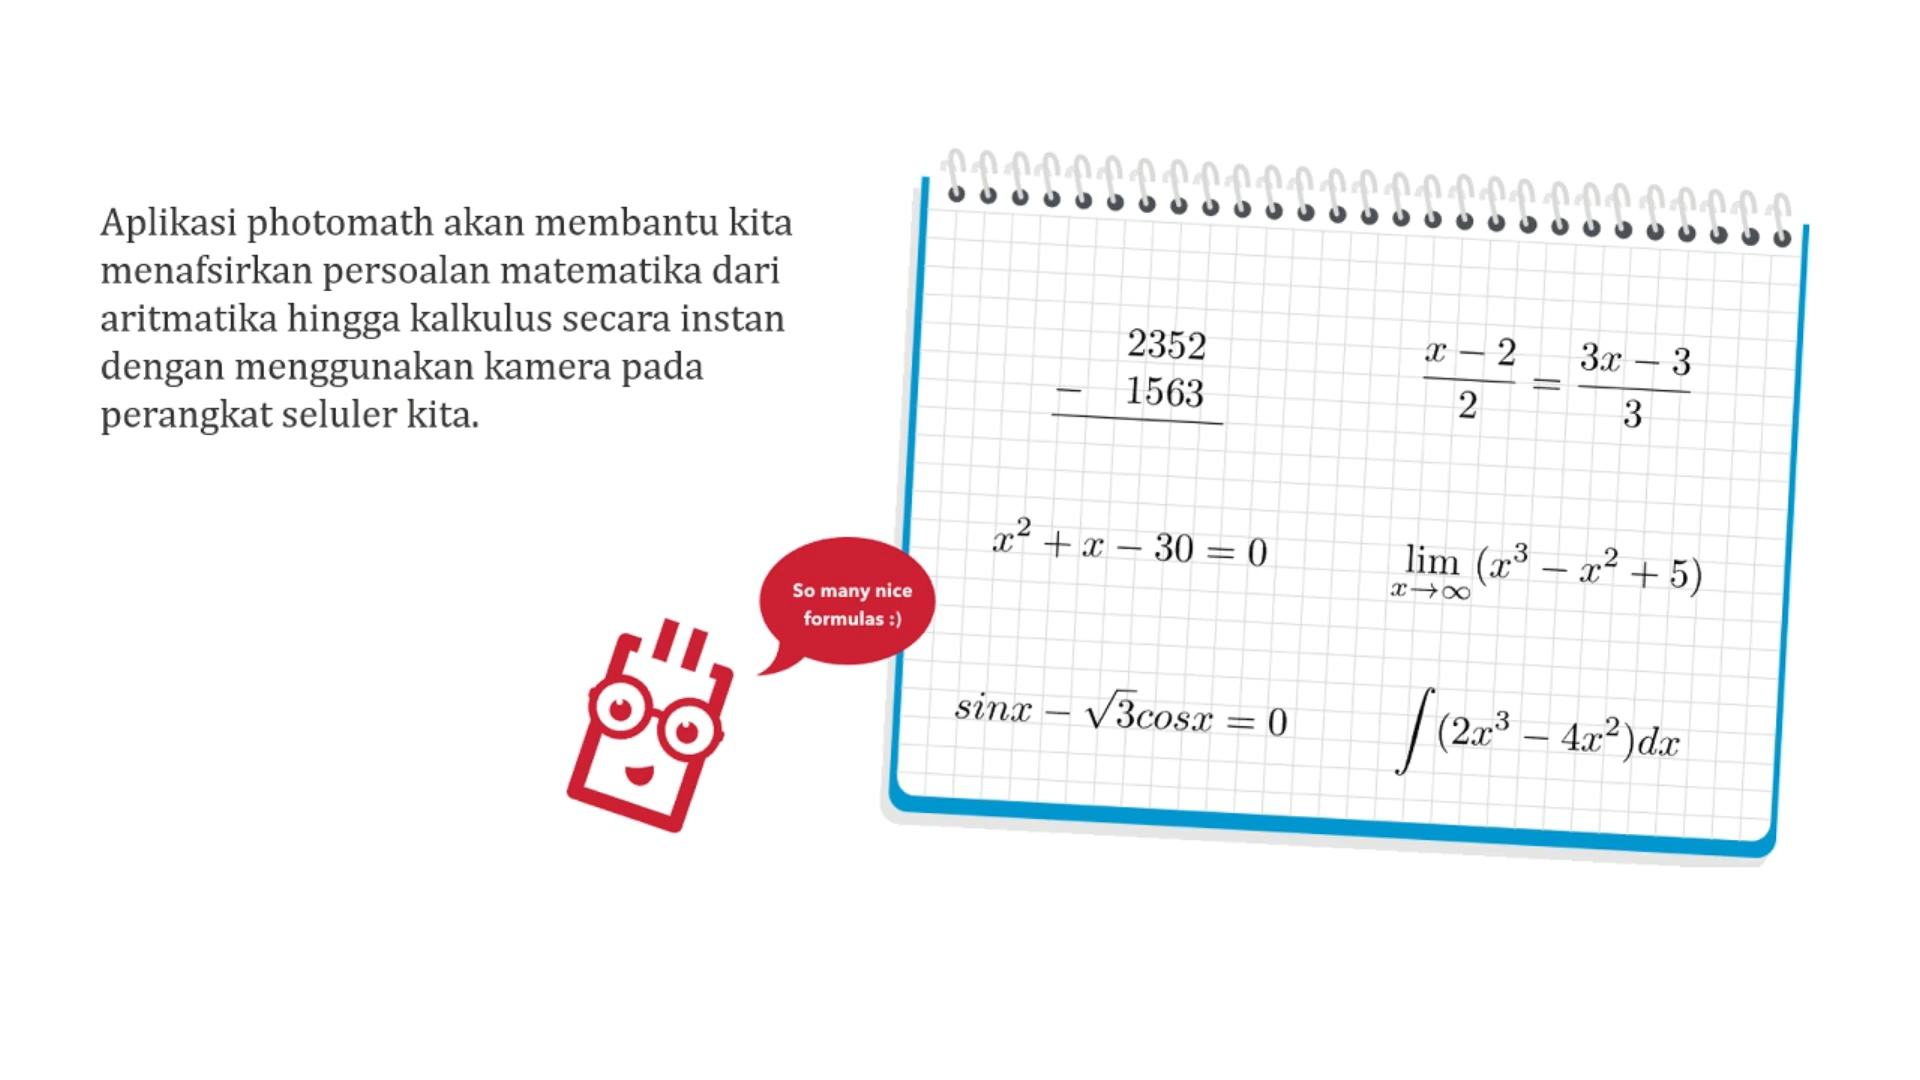 Aplikasi photomath akan membantu kita
menafsirkan persoalan matematika dari
aritmatika hingga kalkulus secara instan
dengan menggunakan kamera pada
perangkat seluler kita.
So many nice
formulas :)
2352
− 1563
x − 2 / 2 = 3x − 3 / 3
x² + x − 30 = 0
lim x→∞ (x³ − x² + 5)
sinx − √3cosx = 0
∫(2x³ − 4x²)dx